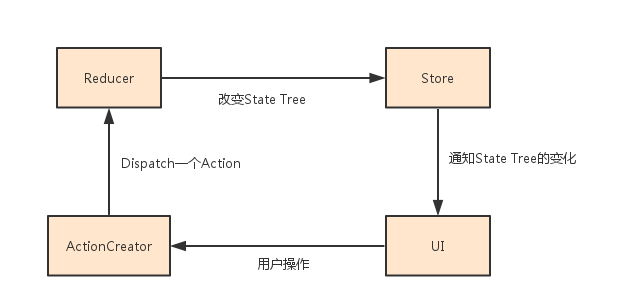 Reducer
Store
改变State Tree
Dispatch一个Action
通知State Tree的变化
ActionCreator
UI
用户操作